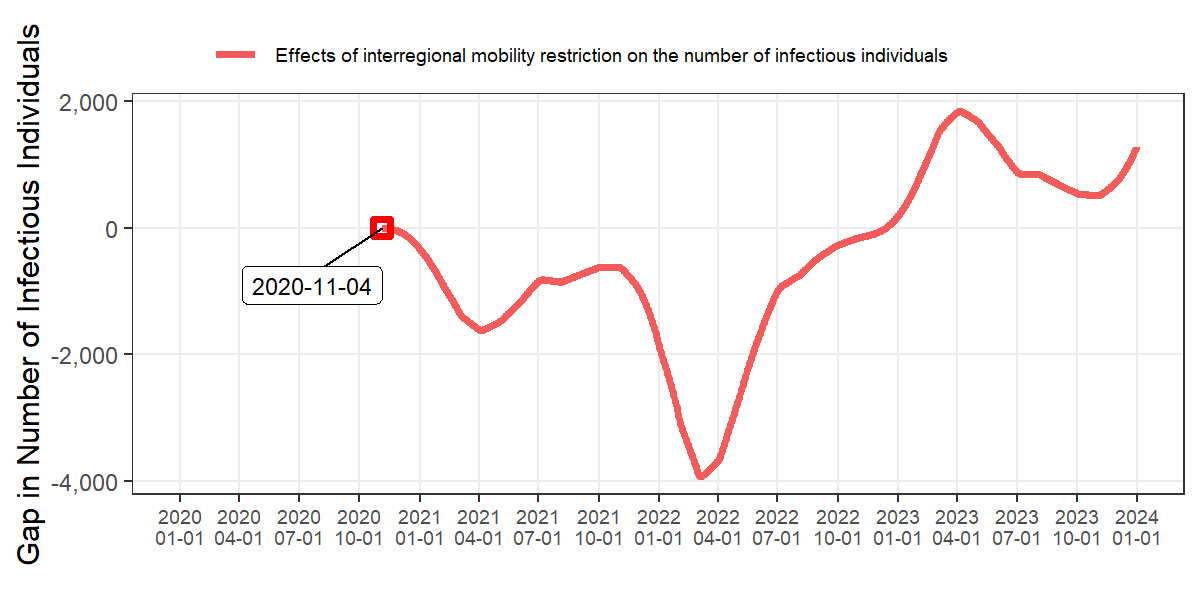 Effects of interregional mobility restriction on the number of infectious individuals
Gap in Number of Infectious Individuals
2,000
0
-2,000
-4,000
2020-11-04
2020 2020 2020 2020 2021 2021 2021 2021 2022 2022 2022 2022 2023 2023 2023 2023 2024
01-01 04-01 07-01 10-01 01-01 04-01 07-01 10-01 01-01 04-01 07-01 10-01 01-01 04-01 07-01 10-01 01-01